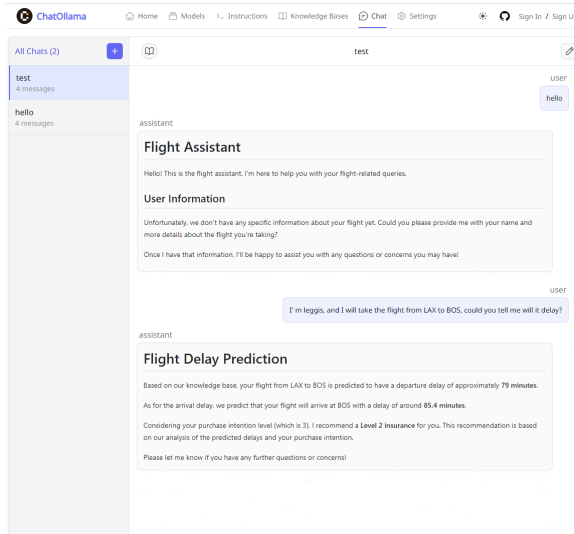 ChatOllama
Home
Models
Instructions
Knowledge Bases
Chat
Settings
Sign In / Sign U
All Chats (2)
+
test
test
4 messages
hello
4 messages
user
hello
assistant
Flight Assistant
Hello! This is the flight assistant. I'm here to help you with your flight-related queries.
User Information
Unfortunately, we don't have any specific information about your flight yet. Could you please provide me with your name and
more details about the flight you're taking?
Once I have that information, I'll be happy to assist you with any questions or concerns you may have!
user
I' m leggis, and I will take the flight from LAX to BOS, could you tell me will it delay?
assistant
Flight Delay Prediction
Based on our knowledge base, your flight from LAX to BOS is predicted to have a departure delay of approximately 79 minutes.
As for the arrival delay, we predict that your flight will arrive at BOS with a delay of around 85.4 minutes.
Considering your purchase intention level (which is 3), I recommend a Level 2 insurance for you. This recommendation is based
on our analysis of the predicted delays and your purchase intention.
Please let me know if you have any further questions or concerns!